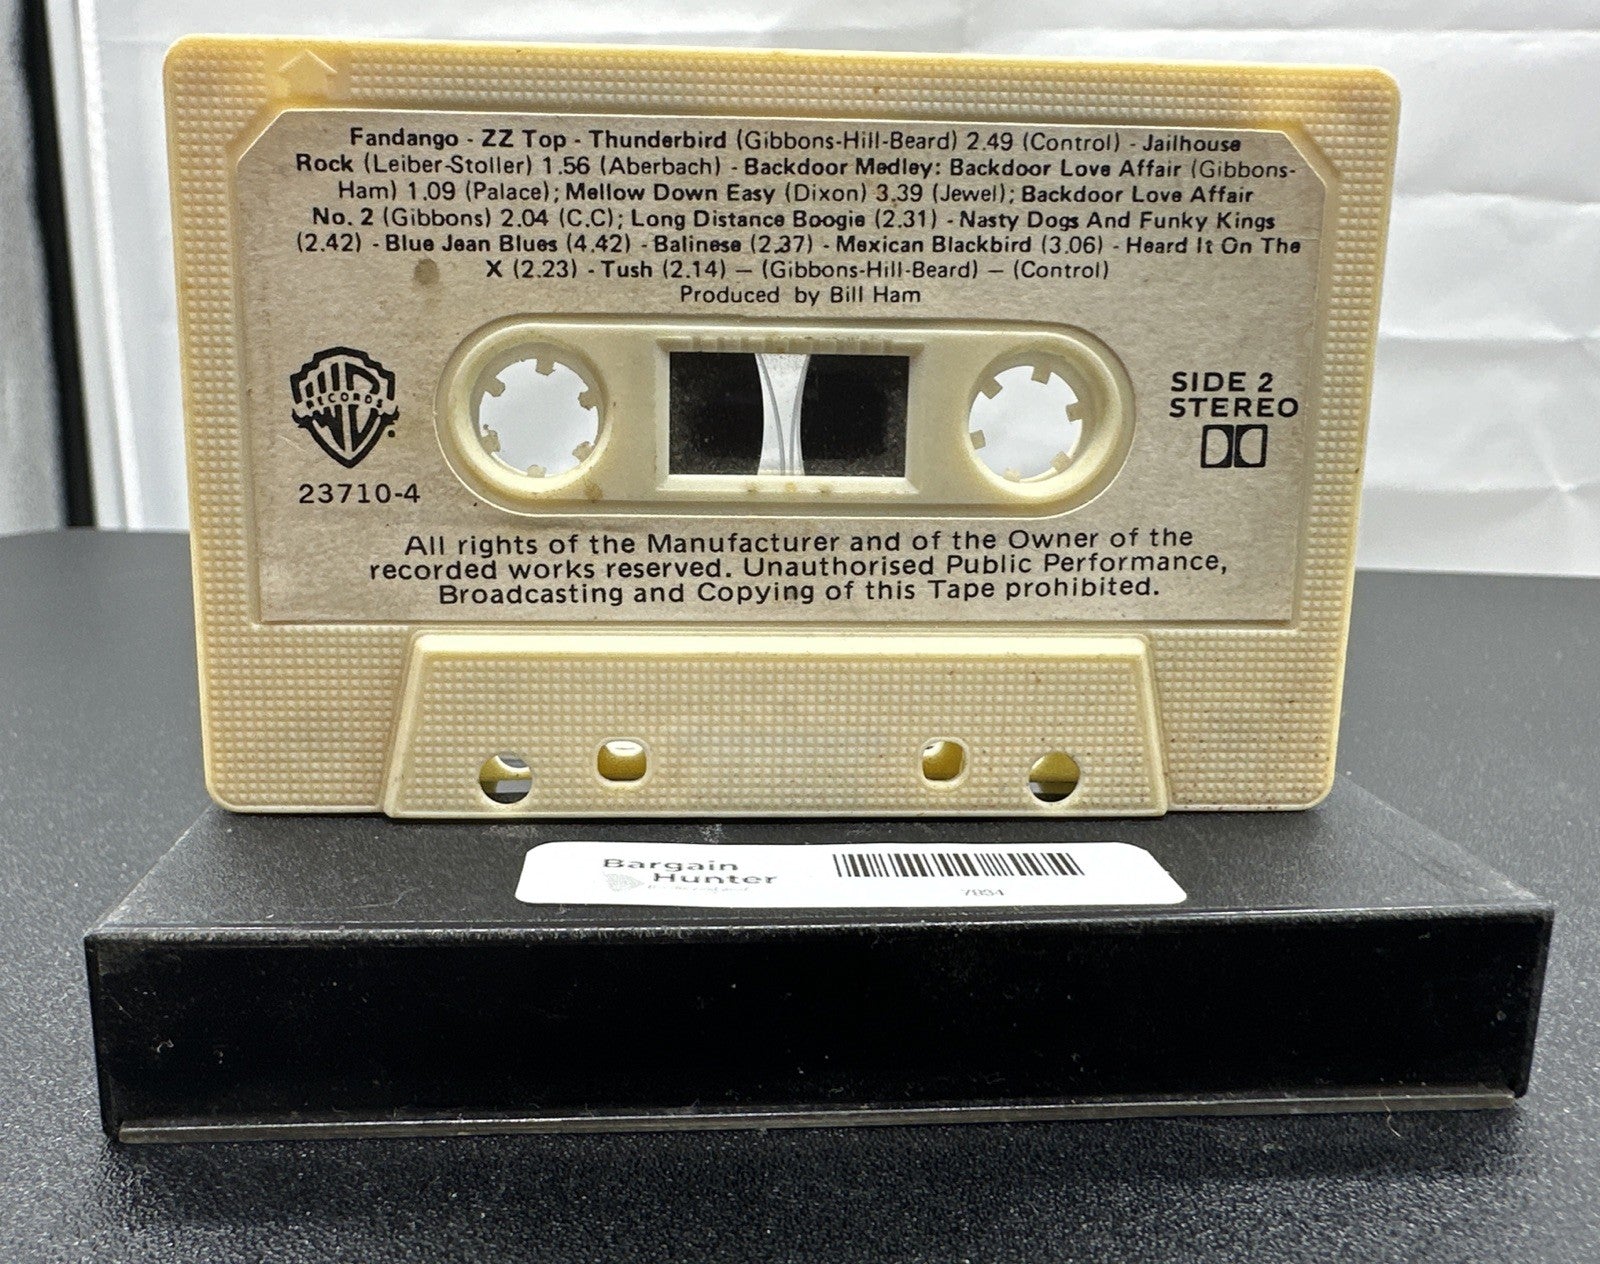 Fandango - ZZ Top - Thunderbird (Gibbons-Hill-Beard) 2.49 (Control) - Jailhouse
Rock (Leiber-Stoller) 1.56 (Aberbach) - Backdoor Medley: Backdoor Love Affair (Gibbons-
Ham) 1.09 (Palace); Mellow Down Easy (Dixon) 3.39 (Jewel); Backdoor Love Affair
No. 2 (Gibbons) 2.04 (C.C); Long Distance Boogie (2.31) - Nasty Dogs And Funky Kings
(2.42) - Blue Jean Blues (4.42) - Balinese (2.37) - Mexican Blackbird (3.06) - Heard It On The
X (2.23) - Tush (2.14) — (Gibbons-Hill-Beard) — (Control)
Produced by Bill Ham
W RECORDS
23710-4
SIDE 2
STEREO
All rights of the Manufacturer and of the Owner of the
recorded works reserved. Unauthorised Public Performance,
Broadcasting and Copying of this Tape prohibited.
Bargain
Hunter
7834